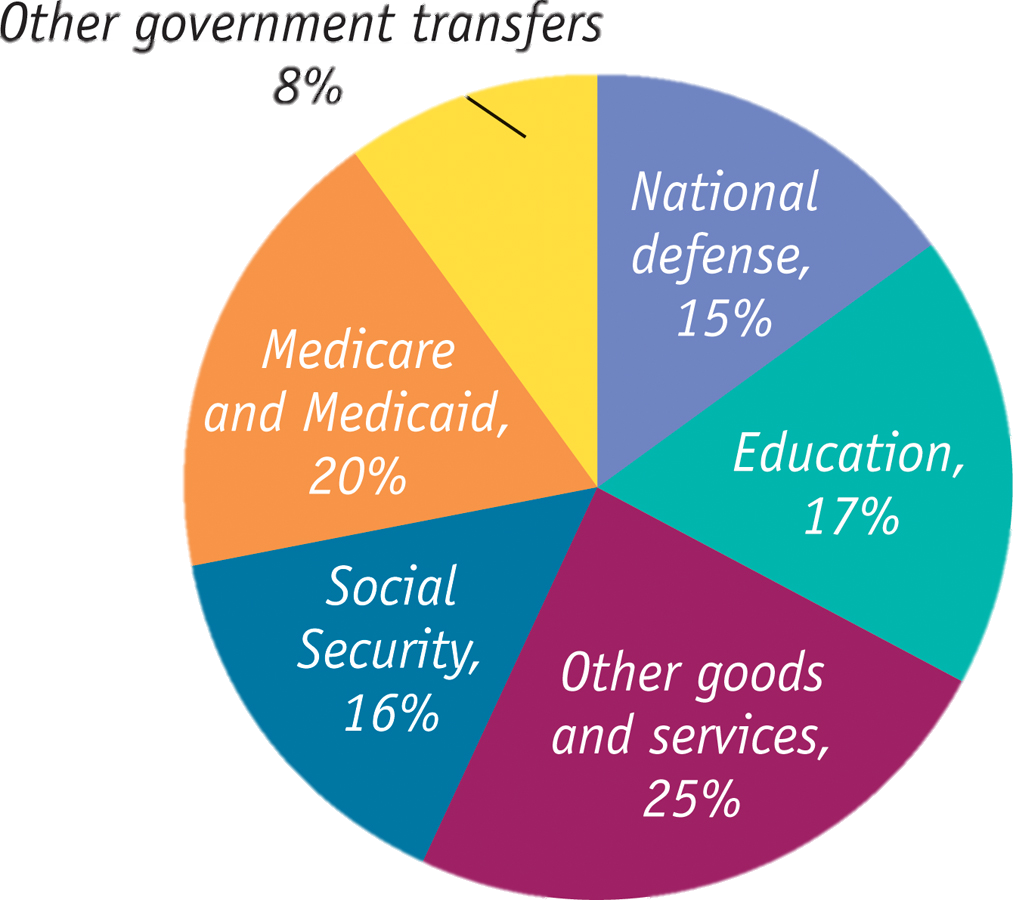 Other government transfers
8%
National
defense,
15%
Education,
17%
Other goods
and services,
25%
Social
Security,
16%
Medicare
and Medicaid,
20%